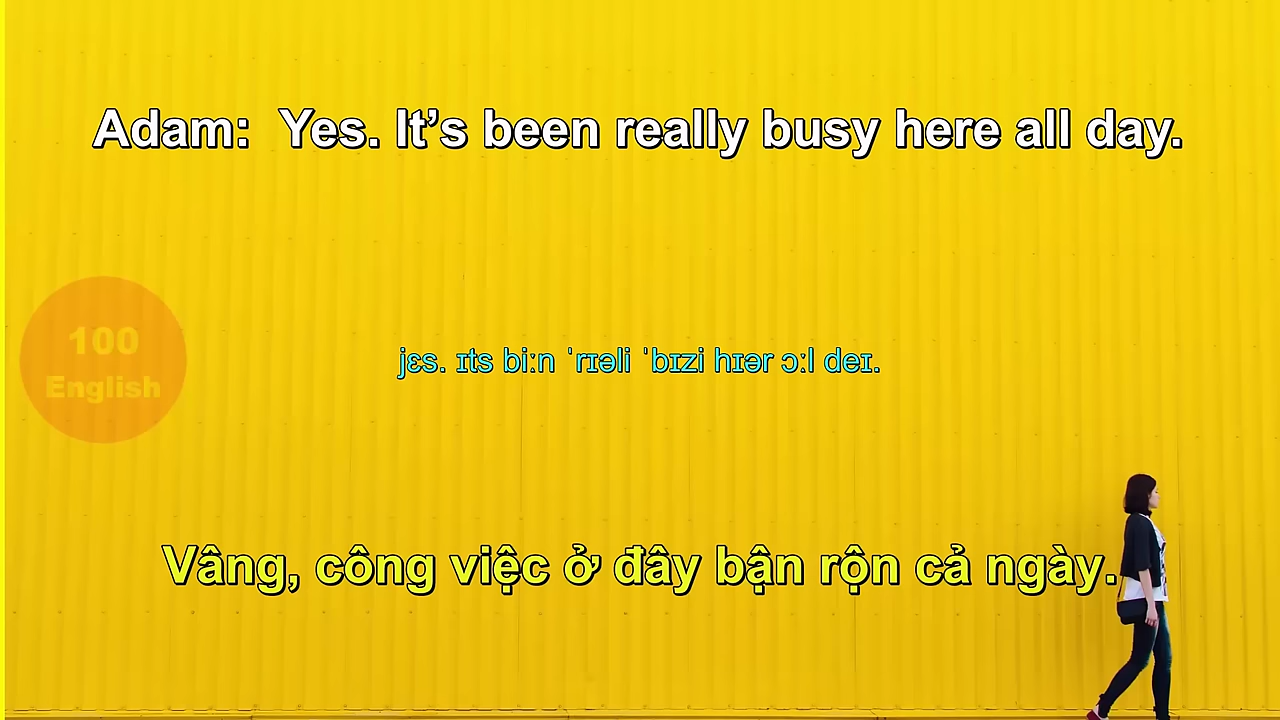 Adam: Yes. It’s been really busy here all day.
100
English
jɛs. ɪts biːn ˈrɪəli ˈbɪzi hɪər ɔːl deɪ.
Vâng, công việc ở đây bận rộn cả ngày.